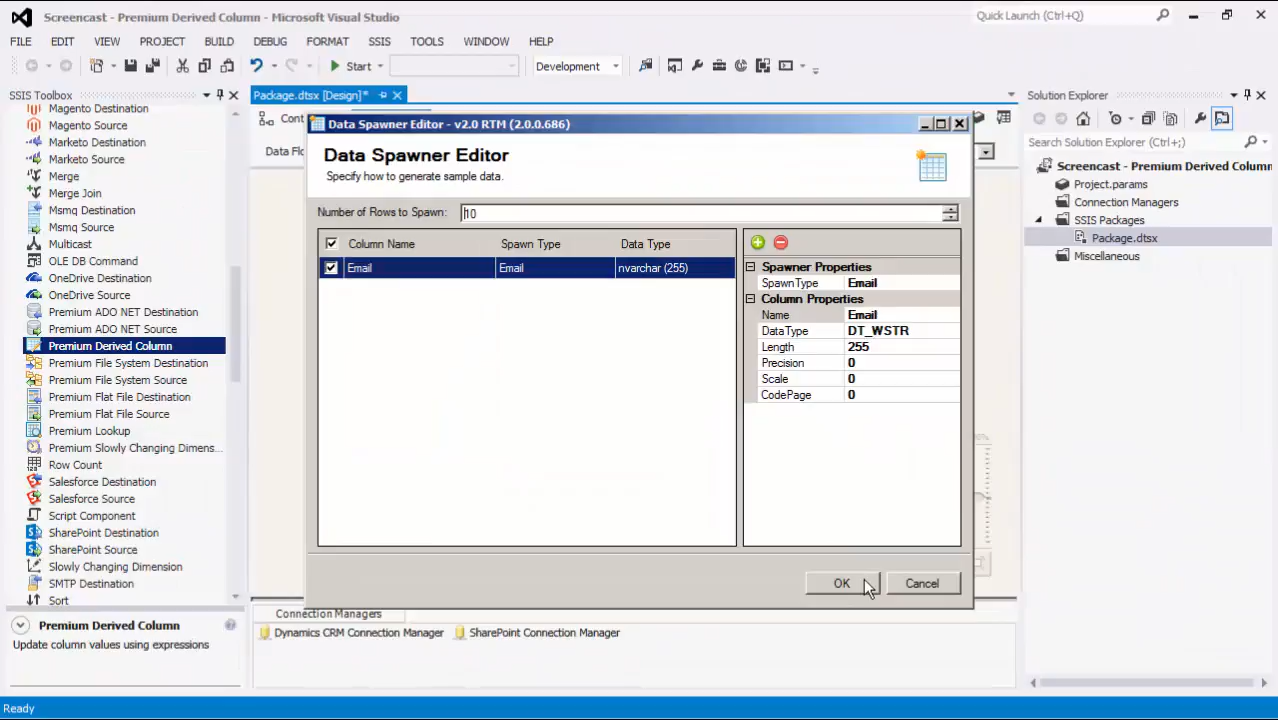 Screencast - Premium Derived Column - Microsoft Visual Studio
Quick Launch (Ctrl+Q)
FILE EDIT VIEW PROJECT BUILD DEBUG FORMAT SSIS TOOLS WINDOW HELP
Start Development
SSIS Toolbox
Magento Destination
Magento Source
Marketo Destination
Marketo Source
Merge
Merge Join
Msmq Destination
Msmq Source
Multicast
OLE DB Command
OneDrive Destination
OneDrive Source
Premium ADO NET Destination
Premium ADO NET Source
Premium Derived Column
Premium File System Destination
Premium File System Source
Premium Flat File Destination
Premium Flat File Source
Premium Lookup
Premium Slowly Changing Dimens...
Row Count
Salesforce Destination
Salesforce Source
Script Component
SharePoint Destination
SharePoint Source
Slowly Changing Dimension
SMTP Destination
Sort
Premium Derived Column
Update column values using expressions
Package.dtsx [Design]*
Cont
Data Flo
Data Spawner Editor - v2.0 RTM (2.0.0.686)
Data Spawner Editor
Specify how to generate sample data.
Number of Rows to Spawn: 10
Column Name Spawn Type Data Type
Email Email nvarchar (255)
Spawner Properties
SpawnType Email
Column Properties
Name Email
DataType DT_WSTR
Length 255
Precision 0
Scale 0
CodePage 0
OK Cancel
Connection Managers
Dynamics CRM Connection Manager SharePoint Connection Manager
Solution Explorer
Search Solution Explorer (Ctrl+;)
Screencast - Premium Derived Column
Project.params
Connection Managers
SSIS Packages
Package.dtsx
Miscellaneous
Ready